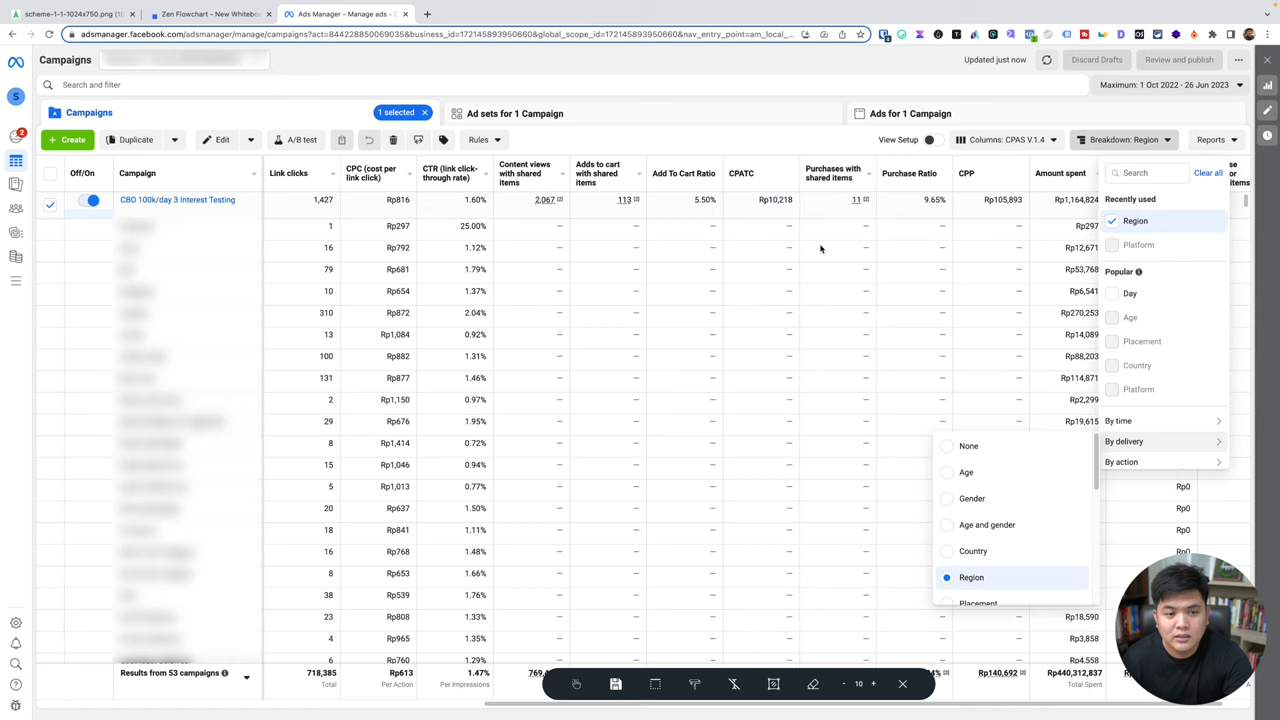 scheme-1-1-1024x750.png (10
Zen Flowchart - New Whiteboa
Ads Manager - Manage ads - C
adsmanager.facebook.com/adsmanager/manage/campaigns?act=844228850069035&business_id=172145893950660&global_scope_id=172145893950660&nav_entry_point=am_local_...
Campaigns
Updated just now
Discard Drafts
Review and publish
Search and filter
Maximum: 1 Oct 2022 - 26 Jun 2023
Campaigns
1 selected
Ad sets for 1 Campaign
Ads for 1 Campaign
+ Create
Duplicate
Edit
A/B test
Rules
View Setup
Columns: CPAS V.1.4
Breakdown: Region
Reports
Off/On Campaign Link clicks CPC (cost per link click) CTR (link click-through rate) Content views with shared items Adds to cart with shared items Add To Cart Ratio CPATC Purchases with shared items Purchase Ratio CPP Amount spent
CBO 100k/day 3 Interest Testing 1,427 Rp816 1.60% 2,067 [2] 113 [2] 5.50% Rp10,218 11 [2] 9.65% Rp105,893 Rp1,164,824
1 Rp297 25.00% — — — — — — — Rp297
16 Rp792 1.12% — — — — — — — Rp12,671
79 Rp681 1.79% — — — — — — — Rp53,768
10 Rp654 1.37% — — — — — — — Rp6,541
310 Rp872 2.04% — — — — — — — Rp270,253
13 Rp1,084 0.92% — — — — — — — Rp14,089
100 Rp882 1.31% — — — — — — — Rp88,203
131 Rp877 1.46% — — — — — — — Rp114,871
2 Rp1,150 0.97% — — — — — — — Rp2,299
29 Rp676 1.95% — — — — — — — Rp19,615
8 Rp1,414 0.72% — — — —
15 Rp1,046 0.94% — — — —
5 Rp1,013 0.77% — — — — Rp0
20 Rp637 1.50% — — — — Rp0
18 Rp841 1.11% — — — — Rp0
16 Rp768 1.48% — — — — Rp0
8 Rp653 1.66% — — — —
38 Rp539 1.76% — — — —
23 Rp808 1.33% — — — — — — — Rp18,590
4 Rp965 1.35% — — — — — — — Rp3,858
6 Rp760 1.29% — — — — — — — Rp4,558
Results from 53 campaigns 718,385 Rp613 1.47% Rp140,692 [2] Rp440,312,837
Total Per Action Per Impressions Total Spent
Search
Clear all
Recently used
Region
Platform
Popular
Day
Age
Placement
Country
Platform
By time
By delivery
By action
None
Age
Gender
Age and gender
Country
Region
Placement
- 10 +